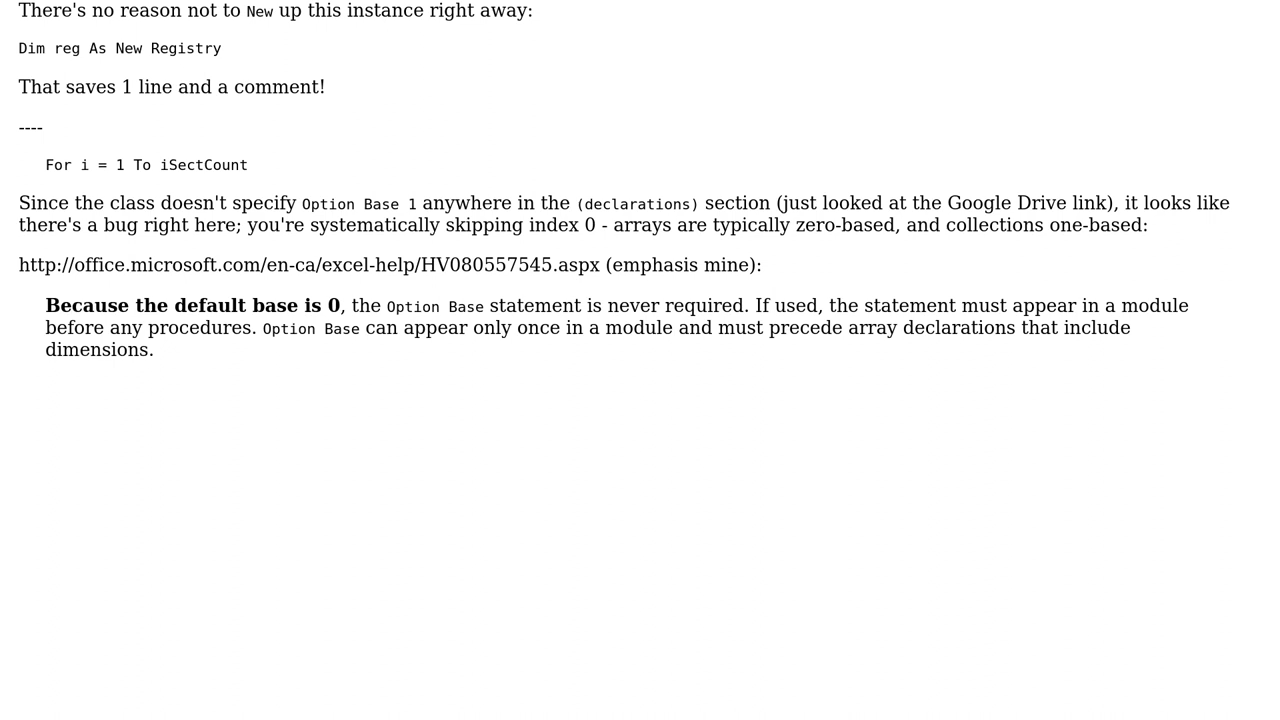 There's no reason not to New up this instance right away:
Dim reg As New Registry
That saves 1 line and a comment!
----
For i = 1 To iSectCount
Since the class doesn't specify Option Base 1 anywhere in the (declarations) section (just looked at the Google Drive link), it looks like
there's a bug right here; you're systematically skipping index 0 - arrays are typically zero-based, and collections one-based:
http://office.microsoft.com/en-ca/excel-help/HV080557545.aspx (emphasis mine):
Because the default base is 0, the Option Base statement is never required. If used, the statement must appear in a module
before any procedures. Option Base can appear only once in a module and must precede array declarations that include
dimensions.